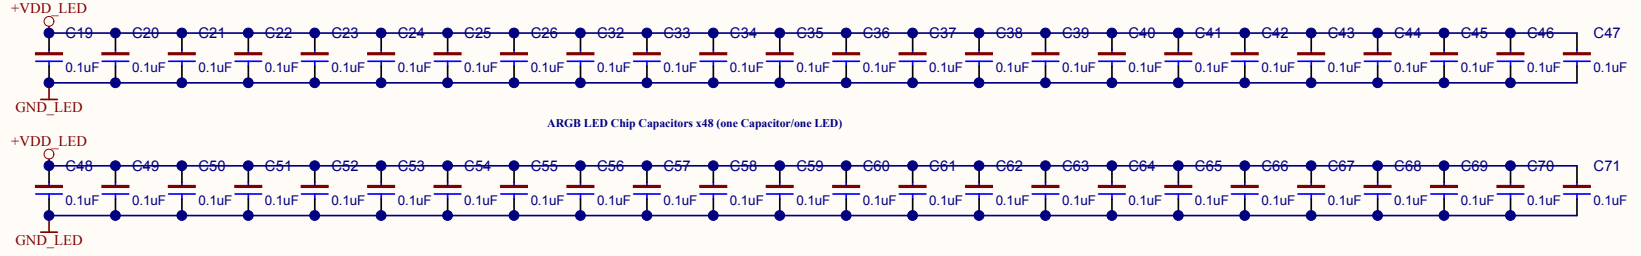 +VDD_LED
C19 C20 C21 C22 C23 C24 C25 C26 C32 C33 C34 C35 C36 C37 C38 C39 C40 C41 C42 C43 C44 C45 C46 C47
0.1uF 0.1uF 0.1uF 0.1uF 0.1uF 0.1uF 0.1uF 0.1uF 0.1uF 0.1uF 0.1uF 0.1uF 0.1uF 0.1uF 0.1uF 0.1uF 0.1uF 0.1uF 0.1uF 0.1uF 0.1uF 0.1uF 0.1uF 0.1uF
GND_LED
ARGB LED Chip Capacitors x48 (one Capacitor/one LED)
+VDD_LED
C48 C49 C50 C51 C52 C53 C54 C55 C56 C57 C58 C59 C60 C61 C62 C63 C64 C65 C66 C67 C68 C69 C70 C71
0.1uF 0.1uF 0.1uF 0.1uF 0.1uF 0.1uF 0.1uF 0.1uF 0.1uF 0.1uF 0.1uF 0.1uF 0.1uF 0.1uF 0.1uF 0.1uF 0.1uF 0.1uF 0.1uF 0.1uF 0.1uF 0.1uF 0.1uF 0.1uF
GND_LED